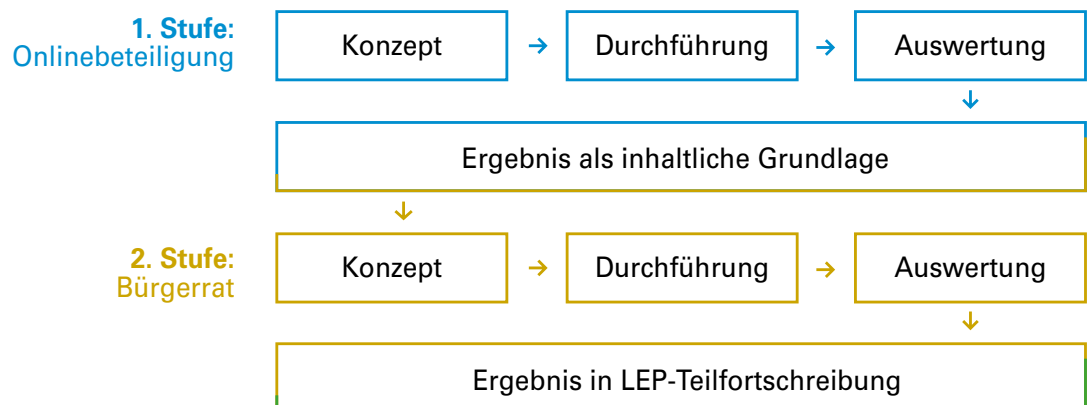 1. Stufe:
Onlinebeteiligung
Konzept → Durchführung → Auswertung
↓
Ergebnis als inhaltliche Grundlage
↓
2. Stufe:
Bürgerrat
Konzept → Durchführung → Auswertung
↓
Ergebnis in LEP-Teilfortschreibung